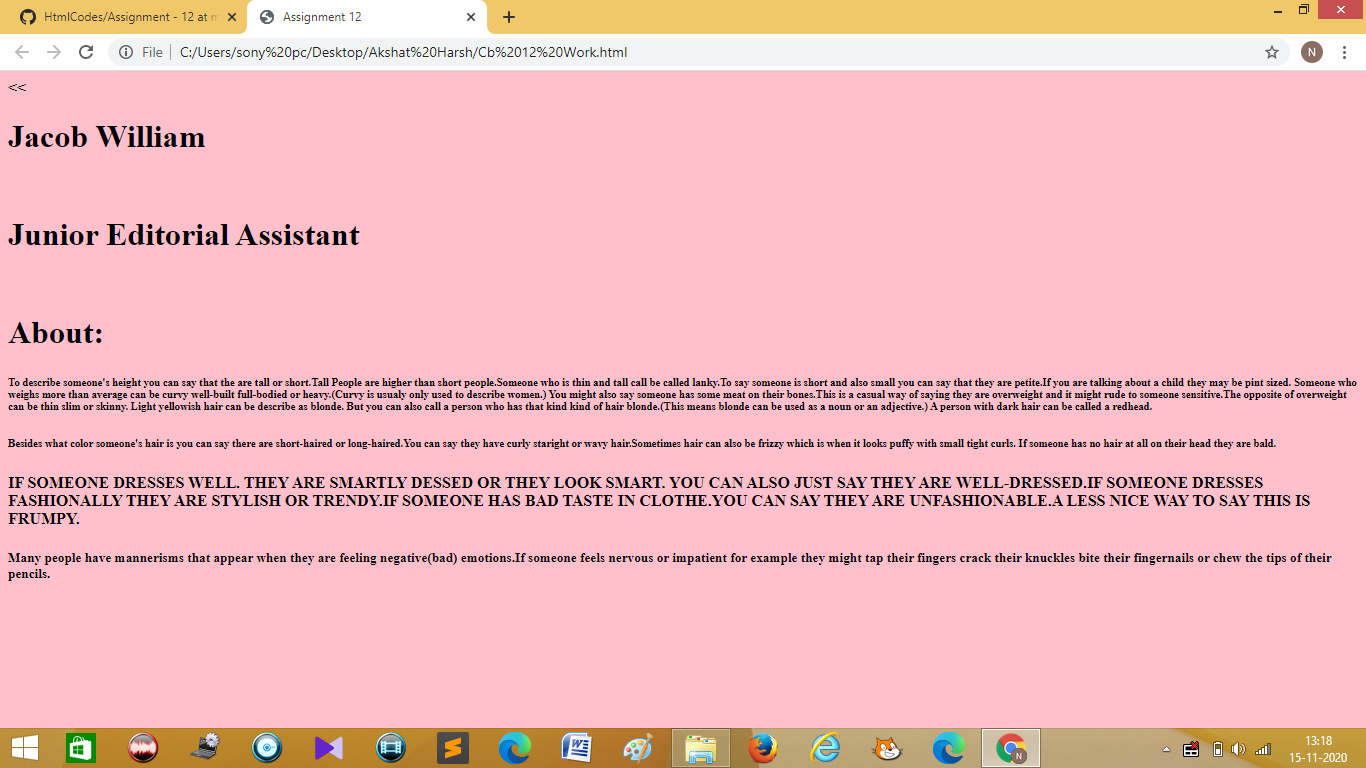 HtmlCodes/Assignment - 12 at m
Assignment 12
File
C:/Users/sony%20pc/Desktop/Akshat%20Harsh/Cb%2012%20Work.html
N
<<
Jacob William
Junior Editorial Assistant
About:
To describe someone's height you can say that the are tall or short.Tall People are higher than short people.Someone who is thin and tall call be called lanky.To say someone is short and also small you can say that they are petite.If you are talking about a child they may be pint sized. Someone who
weighs more than average can be curvy well-built full-bodied or heavy.(Curvy is usualy only used to describe women.) You might also say someone has some meat on their bones.This is a casual way of saying they are overweight and it might rude to someone sensitive.The opposite of overweight
can be thin slim or skinny. Light yellowish hair can be describe as blonde. But you can also call a person who has that kind kind of hair blonde.(This means blonde can be used as a noun or an adjective.) A person with dark hair can be called a redhead.
Besides what color someone's hair is you can say there are short-haired or long-haired.You can say they have curly staright or wavy hair.Sometimes hair can also be frizzy which is when it looks puffy with small tight curls. If someone has no hair at all on their head they are bald.
IF SOMEONE DRESSES WELL. THEY ARE SMARTLY DESSED OR THEY LOOK SMART. YOU CAN ALSO JUST SAY THEY ARE WELL-DRESSED.IF SOMEONE DRESSES
FASHIONALLY THEY ARE STYLISH OR TRENDY.IF SOMEONE HAS BAD TASTE IN CLOTHE.YOU CAN SAY THEY ARE UNFASHIONABLE.A LESS NICE WAY TO SAY THIS IS
FRUMPY.
Many people have mannerisms that appear when they are feeling negative(bad) emotions.If someone feels nervous or impatient for example they might tap their fingers crack their knuckles bite their fingernails or chew the tips of their
pencils.
N
13:18
15-11-2020